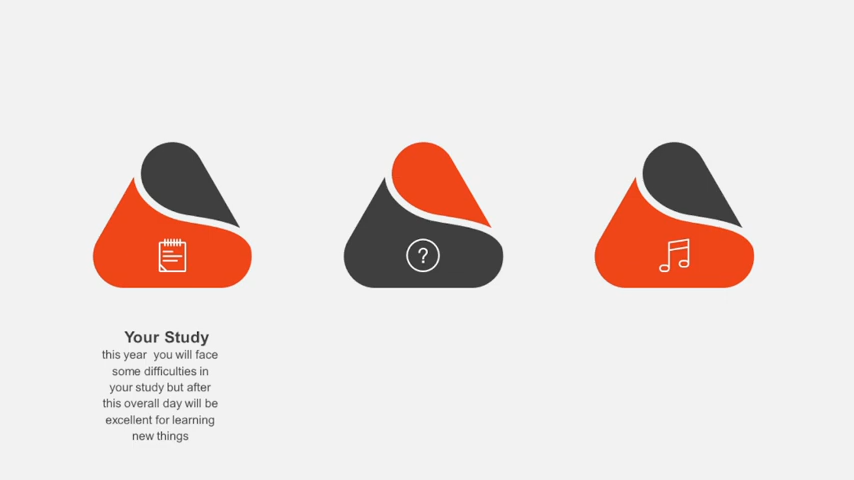 Your Study
this year  you will face
some difficulties in
your study but after
this overall day will be
excellent for learning
new things
?